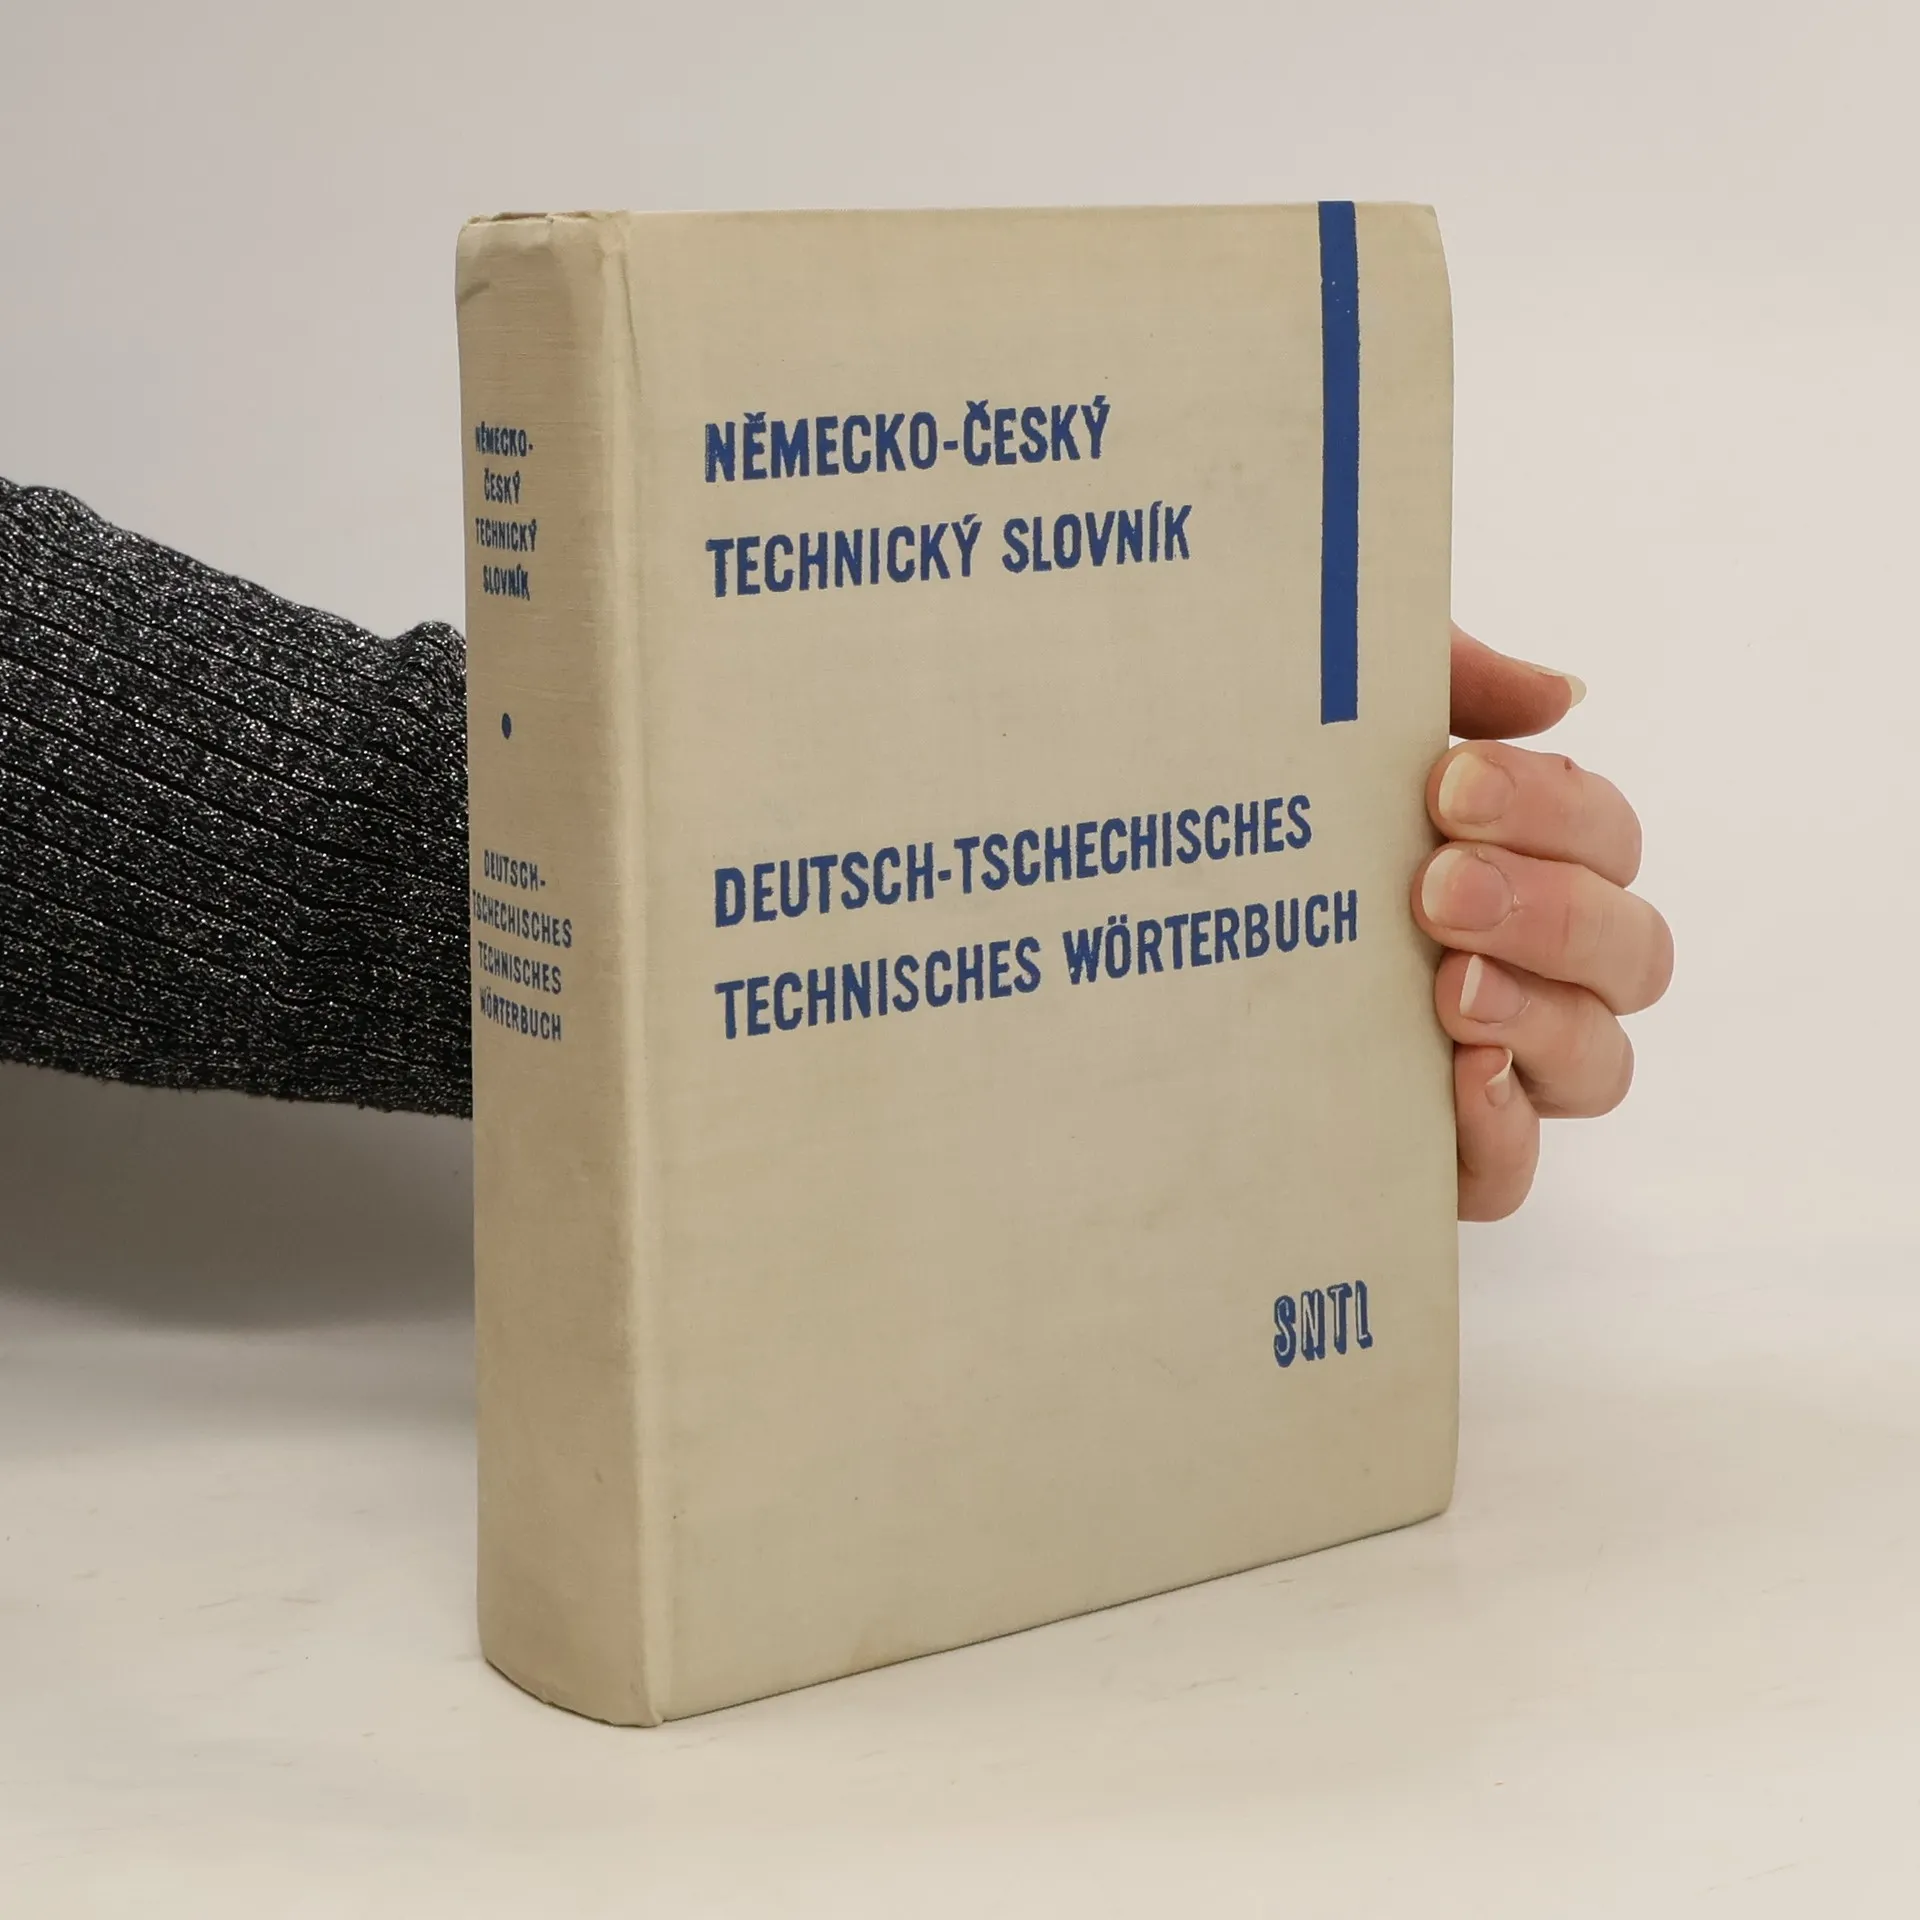 NĚMECKO-
ČESKÝ
TECHNICKÝ
SLOVNÍK
DEUTSCH-
TSCHECHISCHES
TECHNISCHES
WÖRTERBUCH
NĚMECKO-ČESKÝ
TECHNICKÝ SLOVNÍK
DEUTSCH-TSCHECHISCHES
TECHNISCHES WÖRTERBUCH
SNTL